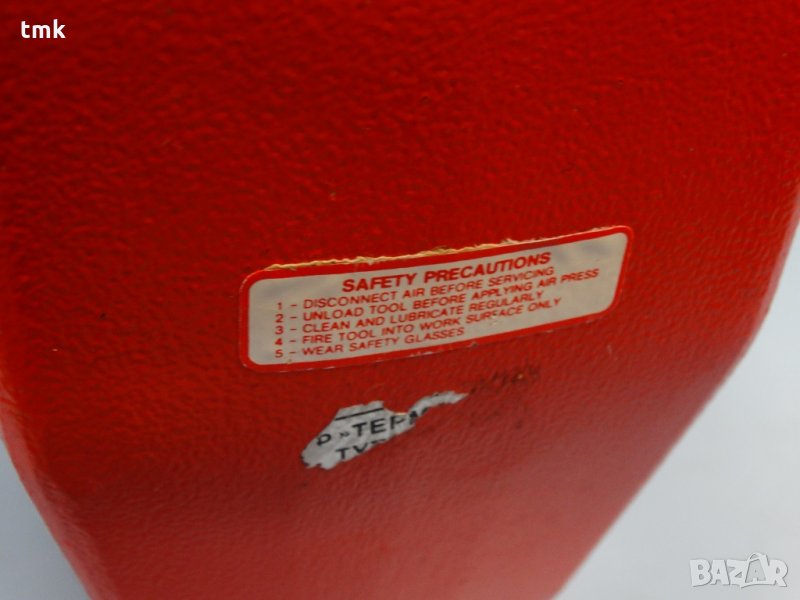 tmk
SAFETY PRECAUTIONS
1 - DISCONNECT AIR BEFORE SERVICING
2 - UNLOAD TOOL BEFORE APPLYING AIR PRESS
3 - CLEAN AND LUBRICATE REGULARLY
4 - FIRE TOOL INTO WORK SURFACE ONLY
5 - WEAR SAFETY GLASSES
BAZAR